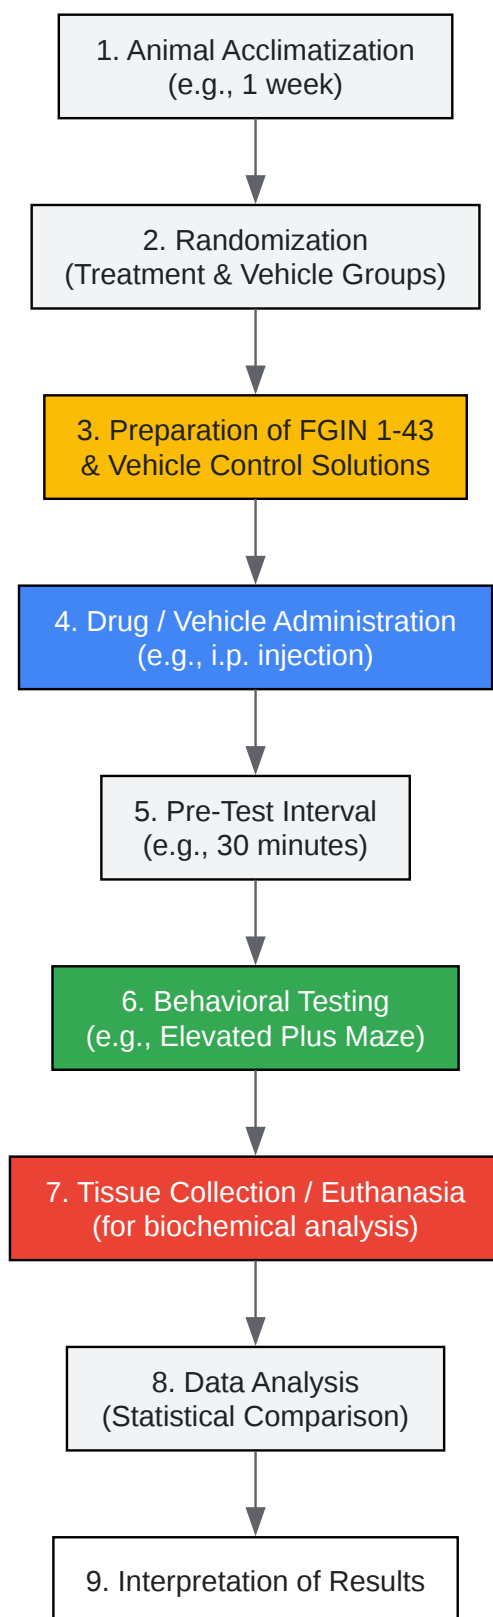 1. Animal Acclimatization
(e.g., 1 week)
2. Randomization
(Treatment & Vehicle Groups)
3. Preparation of FGIN 1-43
& Vehicle Control Solutions
4. Drug / Vehicle Administration
(e.g., i.p. injection)
5. Pre-Test Interval
(e.g., 30 minutes)
6. Behavioral Testing
(e.g., Elevated Plus Maze)
7. Tissue Collection / Euthanasia
(for biochemical analysis)
8. Data Analysis
(Statistical Comparison)
9. Interpretation of Results